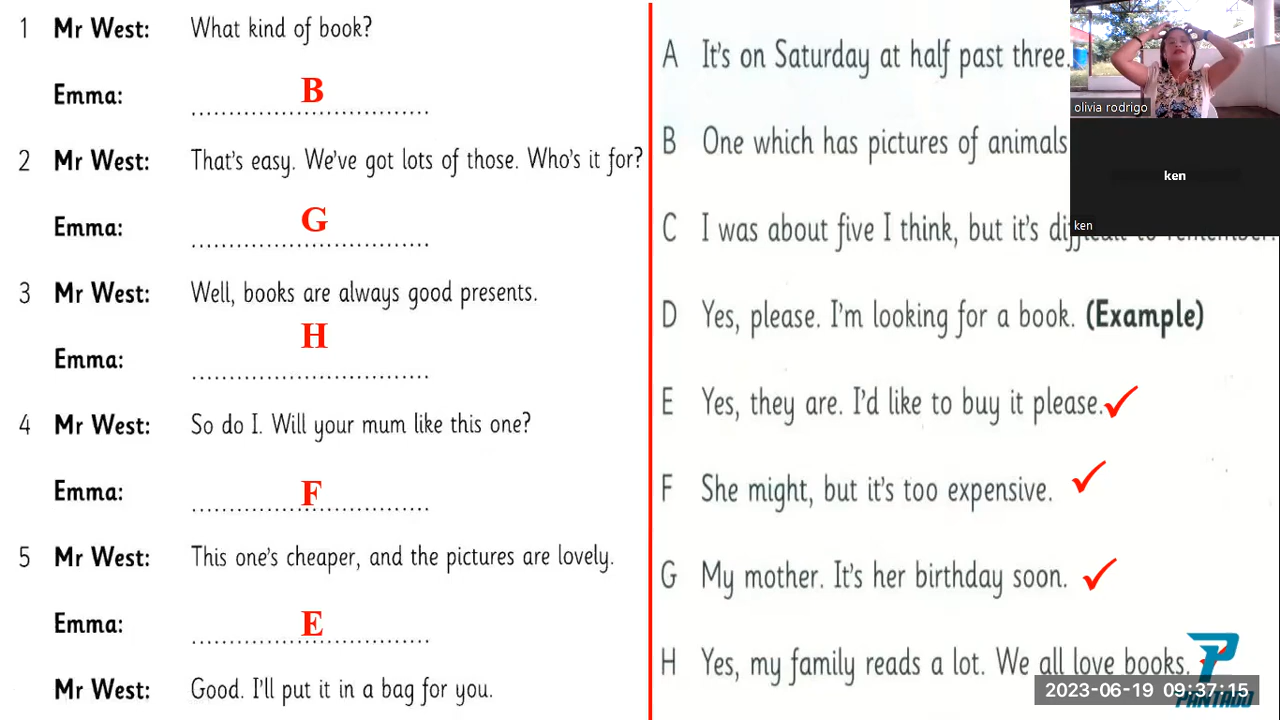 1 Mr West: What kind of book?
Emma: B
2 Mr West: That's easy. We've got lots of those. Who's it for?
Emma: G
3 Mr West: Well, books are always good presents.
Emma: H
4 Mr West: So do I. Will your mum like this one?
Emma: F
5 Mr West: This one's cheaper, and the pictures are lovely.
Emma: E
Mr West: Good. I'll put it in a bag for you.
A It's on Saturday at half past three.
B One which has pictures of animals
C I was about five I think, but it's difficult to remember.
D Yes, please. I'm looking for a book. (Example)
E Yes, they are. I'd like to buy it please.
F She might, but it's too expensive.
G My mother. It's her birthday soon.
H Yes, my family reads a lot. We all love books.
olivia rodrigo
ken
ken
2023-06-19 09:37:15
PANTADO